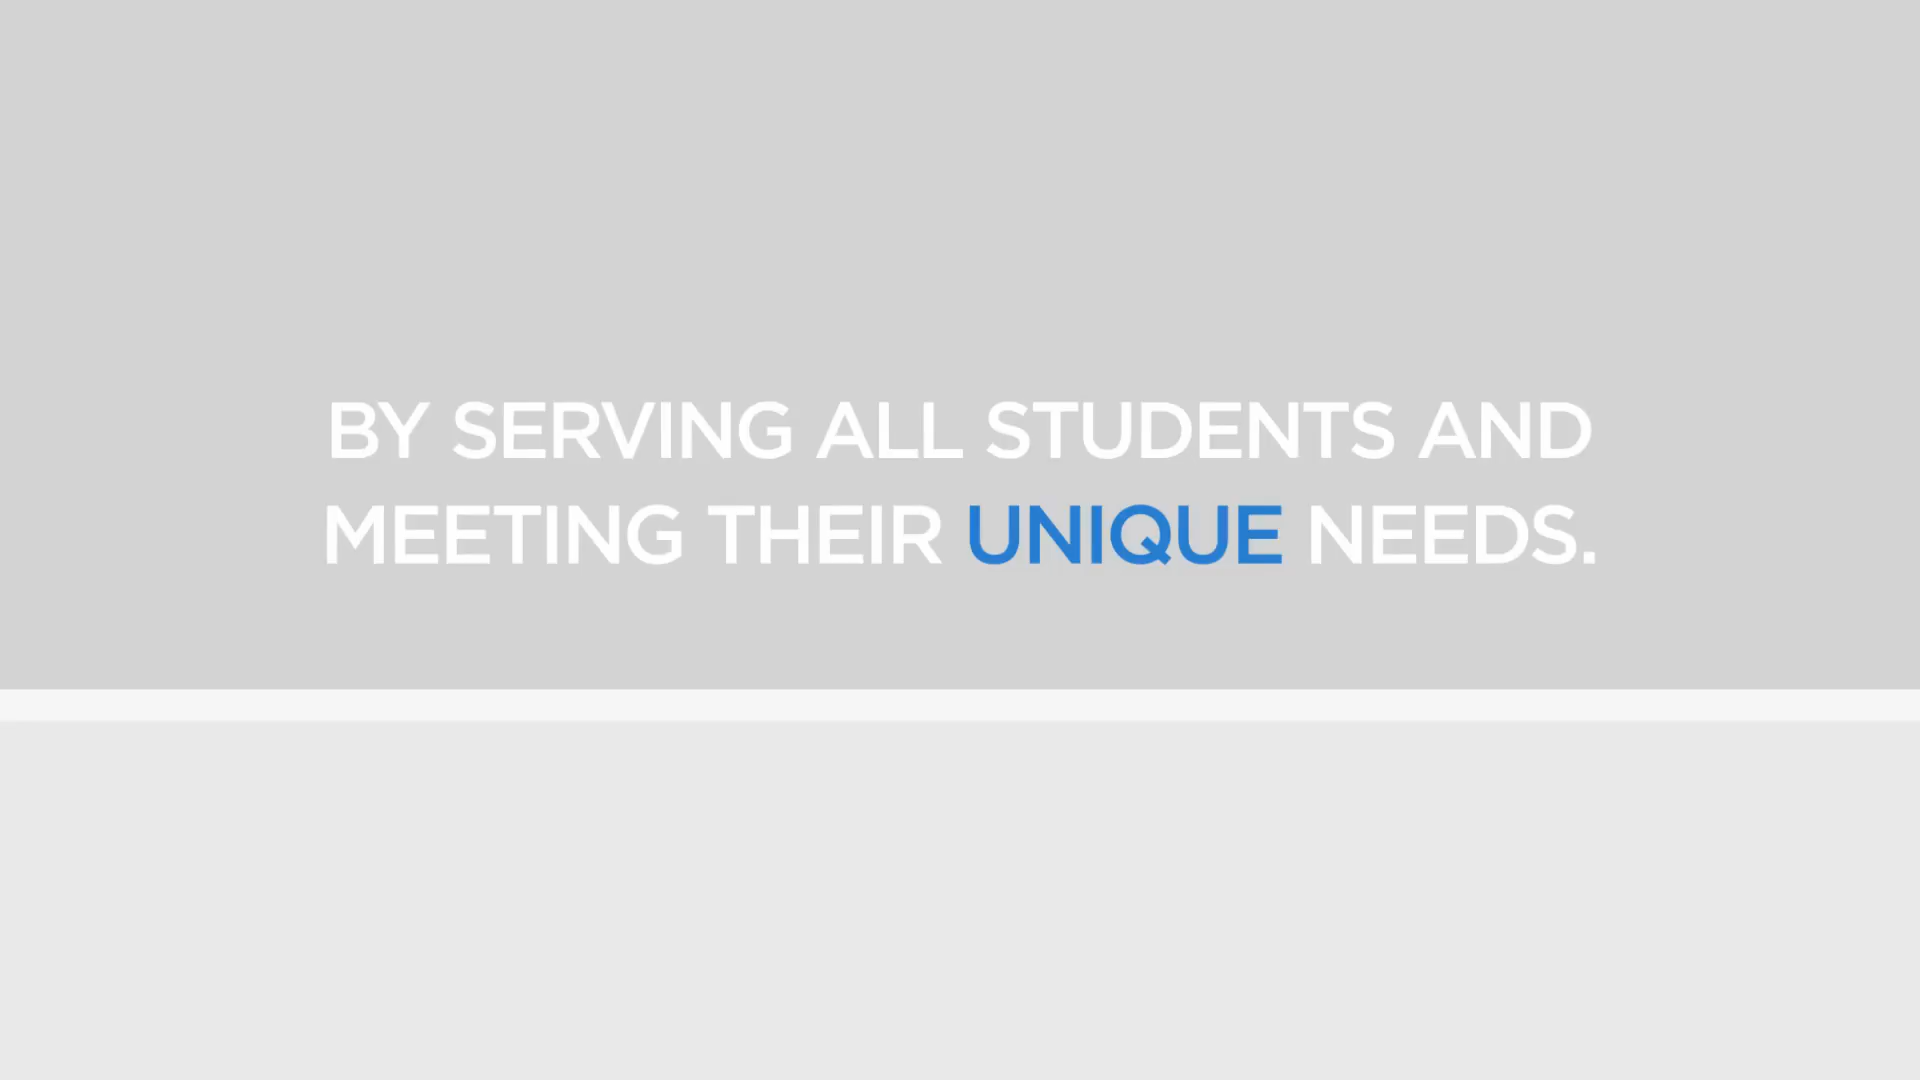 BY SERVING ALL STUDENTS AND
MEETING THEIR UNIQUE NEEDS.